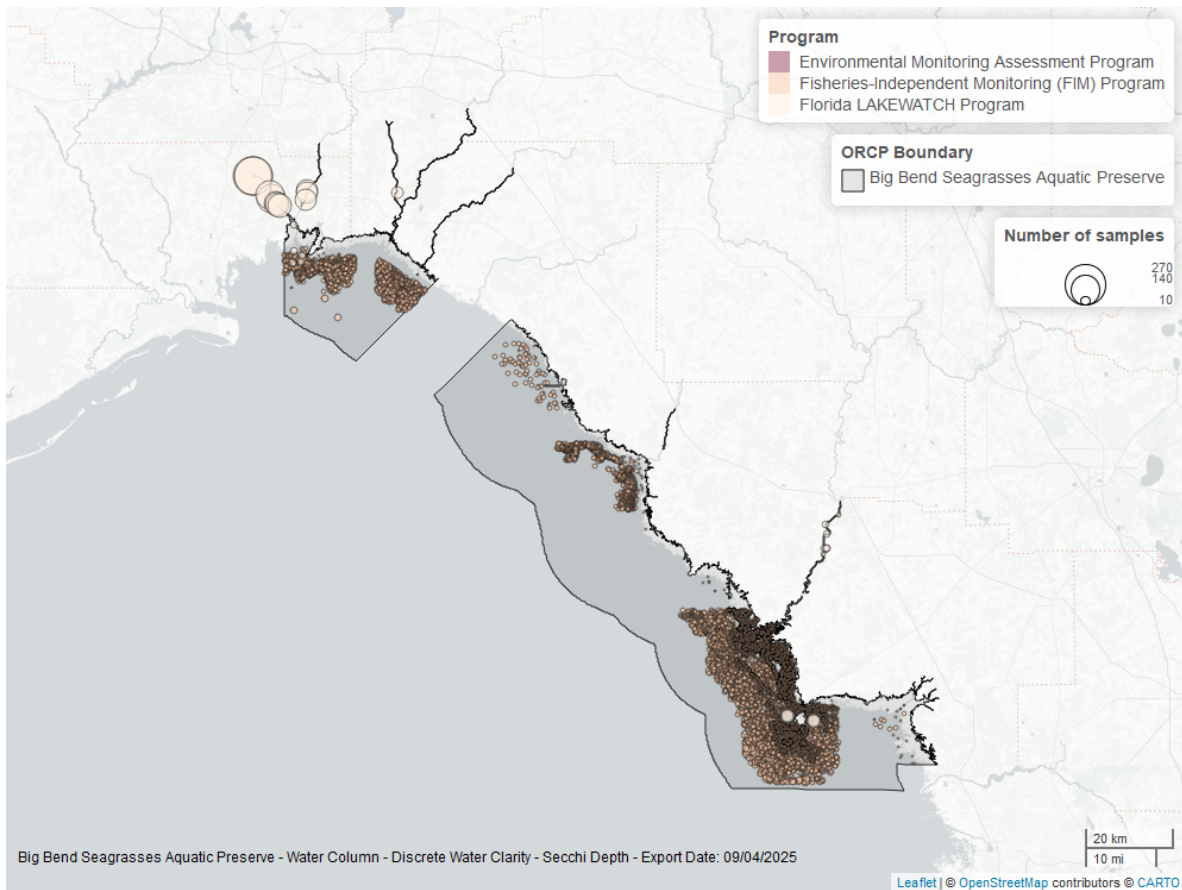 Program
Environmental Monitoring Assessment Program
Fisheries-Independent Monitoring (FIM) Program
Florida LAKEWATCH Program
ORCP Boundary
Big Bend Seagrasses Aquatic Preserve
Number of samples
270
140
10
20 km
10 mi
Big Bend Seagrasses Aquatic Preserve - Water Column - Discrete Water Clarity - Secchi Depth - Export Date: 09/04/2025
Leaflet | © OpenStreetMap contributors © CARTO